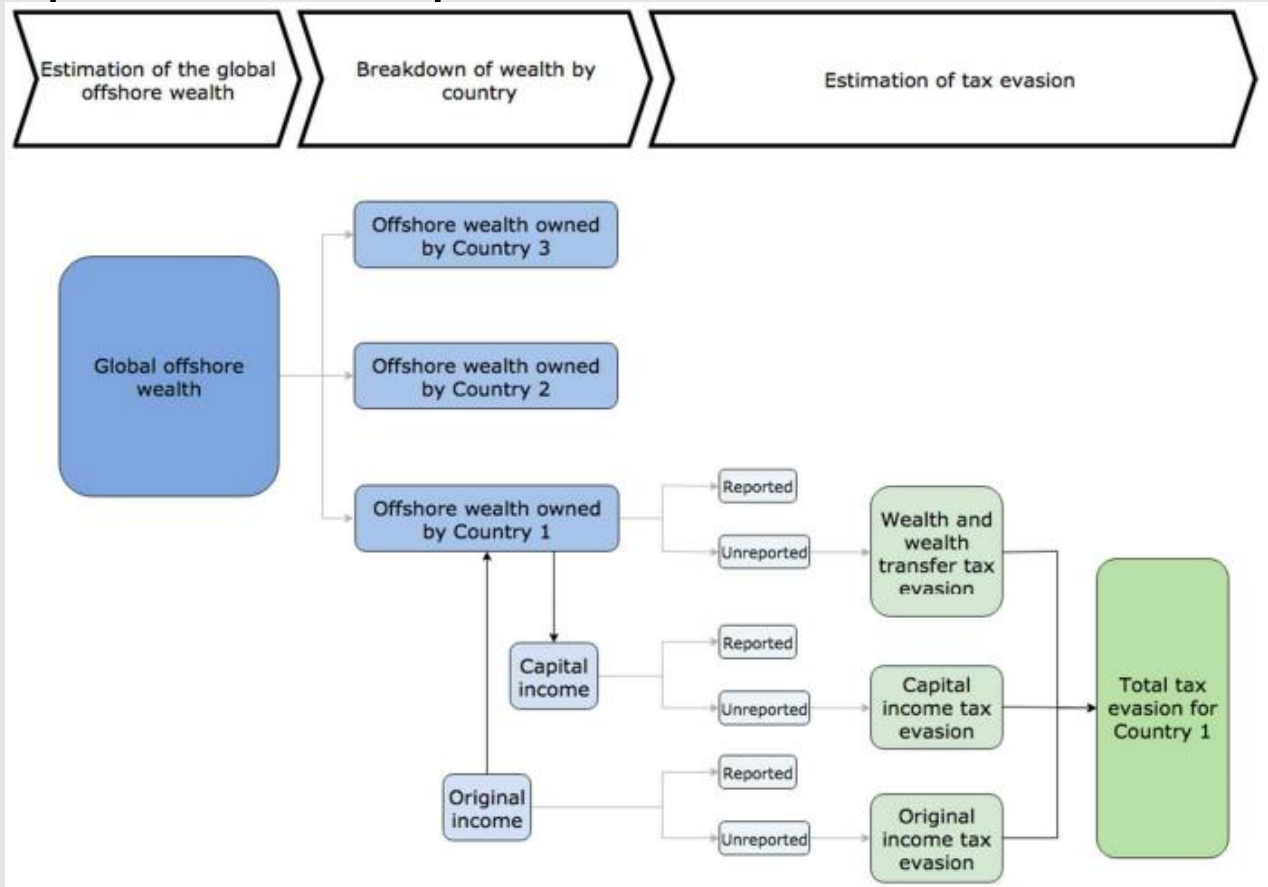 Estimation of the global
offshore wealth
Breakdown of wealth by
country
Estimation of tax evasion
Offshore wealth owned
by Country 3
Global offshore
wealth
Offshore wealth owned
by Country 2
Offshore wealth owned
by Country 1
Reported
Unreported
Wealth and
wealth
transfer tax
evasion
Capital
income
Reported
Unreported
Capital
income tax
evasion
Total tax
evasion for
Country 1
Original
income
Reported
Unreported
Original
income tax
evasion